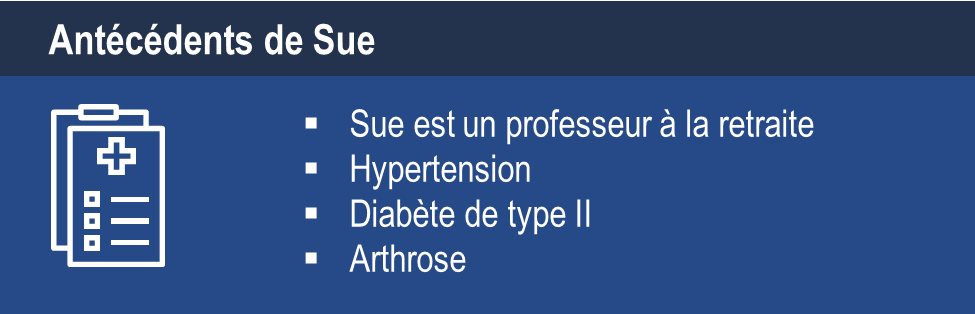 Antécédents de Sue
▪ Sue est un professeur à la retraite
▪ Hypertension
▪ Diabète de type II
▪ Arthrose